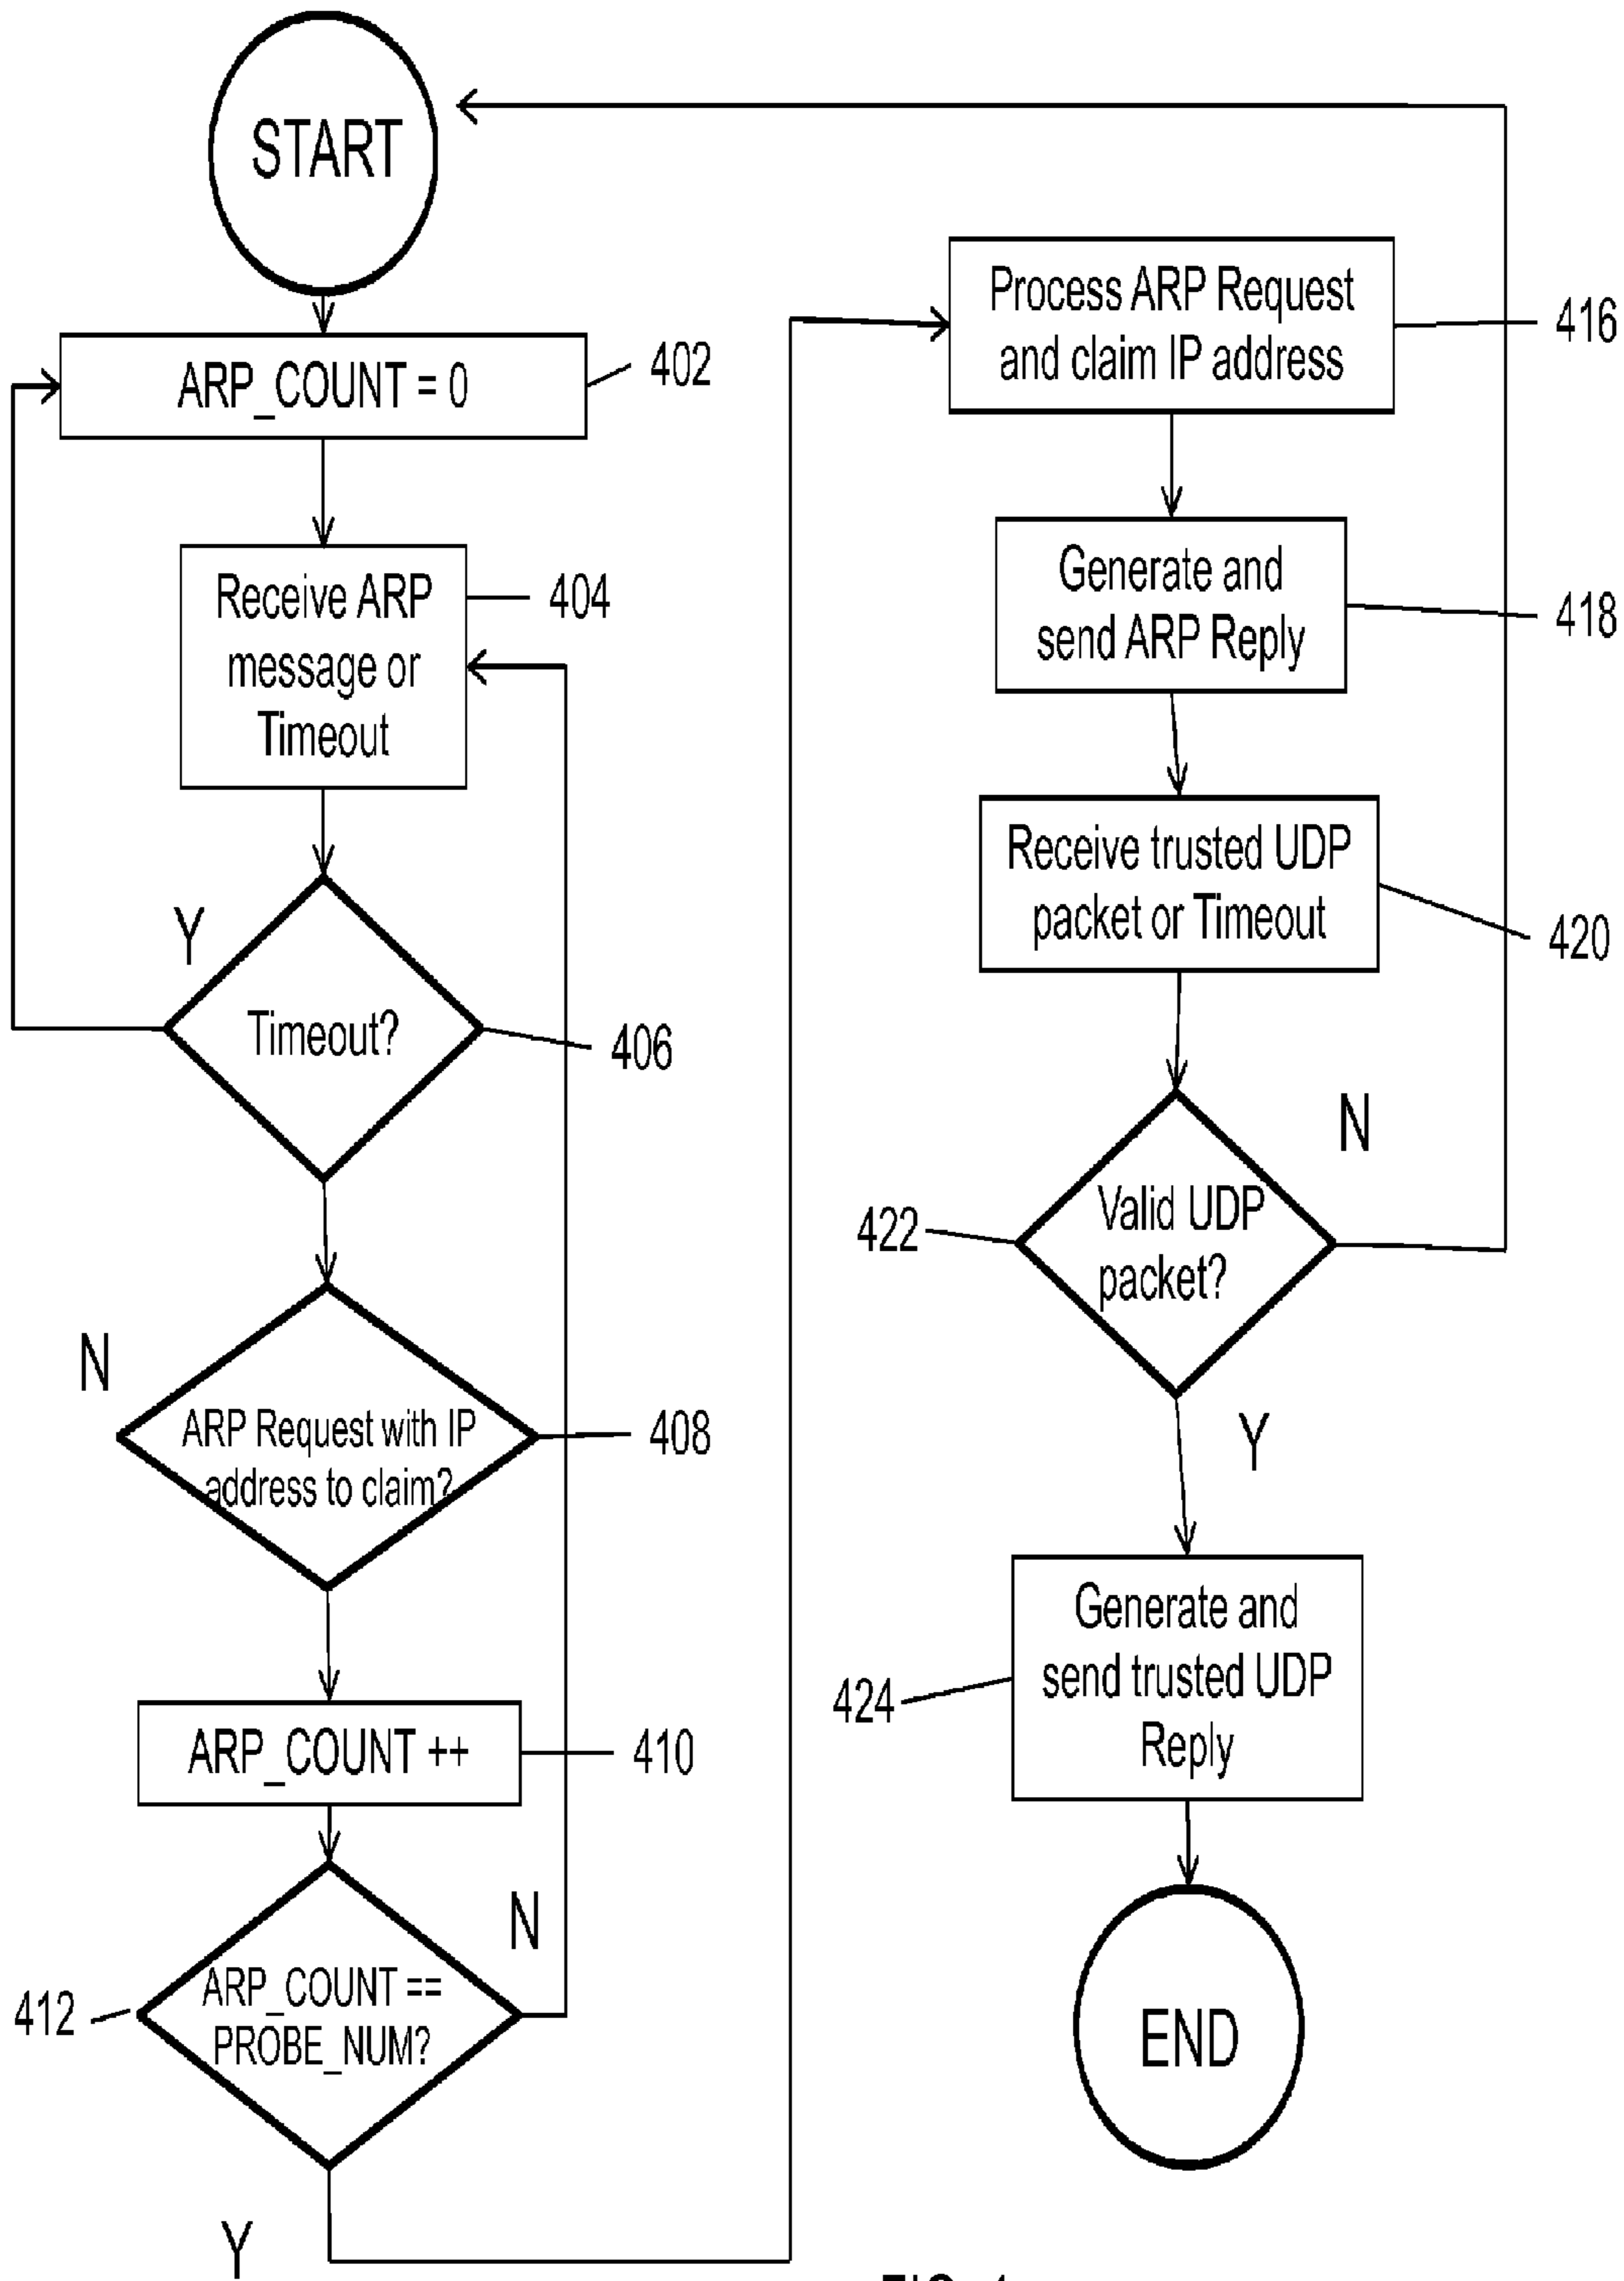 START
ARP_COUNT = 0
402
Receive ARP
message or
Timeout
404
Y
Timeout?
406
N
ARP Request with IP
address to claim?
408
ARP_COUNT ++
410
N
ARP_COUNT ==
PROBE_NUM?
412
Y
Process ARP Request
and claim IP address
416
Generate and
send ARP Reply
418
Receive trusted UDP
packet or Timeout
420
N
Valid UDP
packet?
422
Y
Generate and
send trusted UDP
Reply
424
END